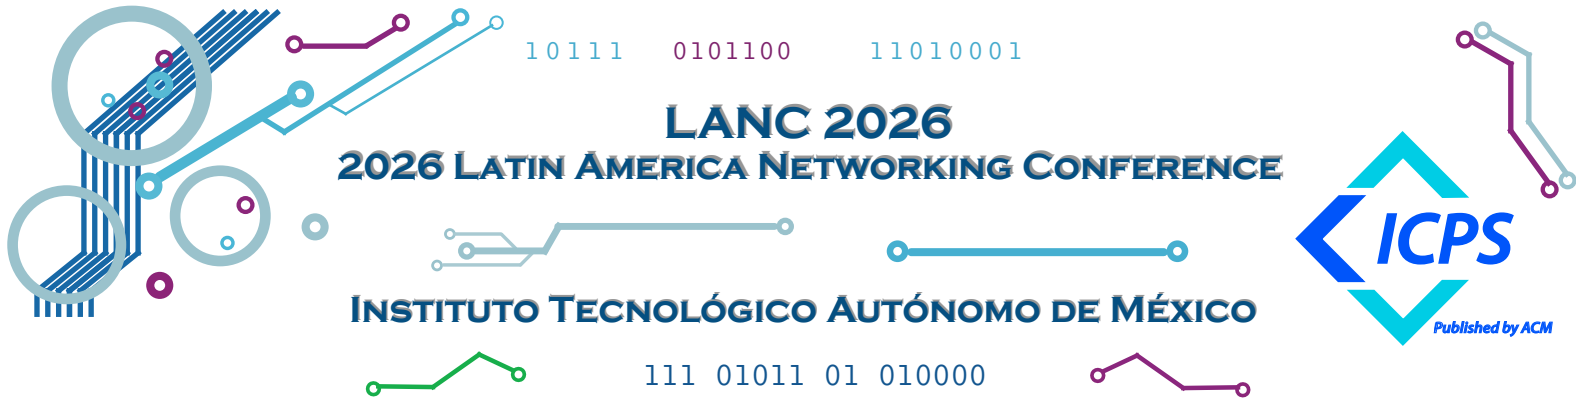 10111 0101100 11010001
LANC 2026
2026 Latin America Networking Conference
ICPS
Published by ACM
Instituto Tecnológico Autónomo de México
111 01011 01 010000